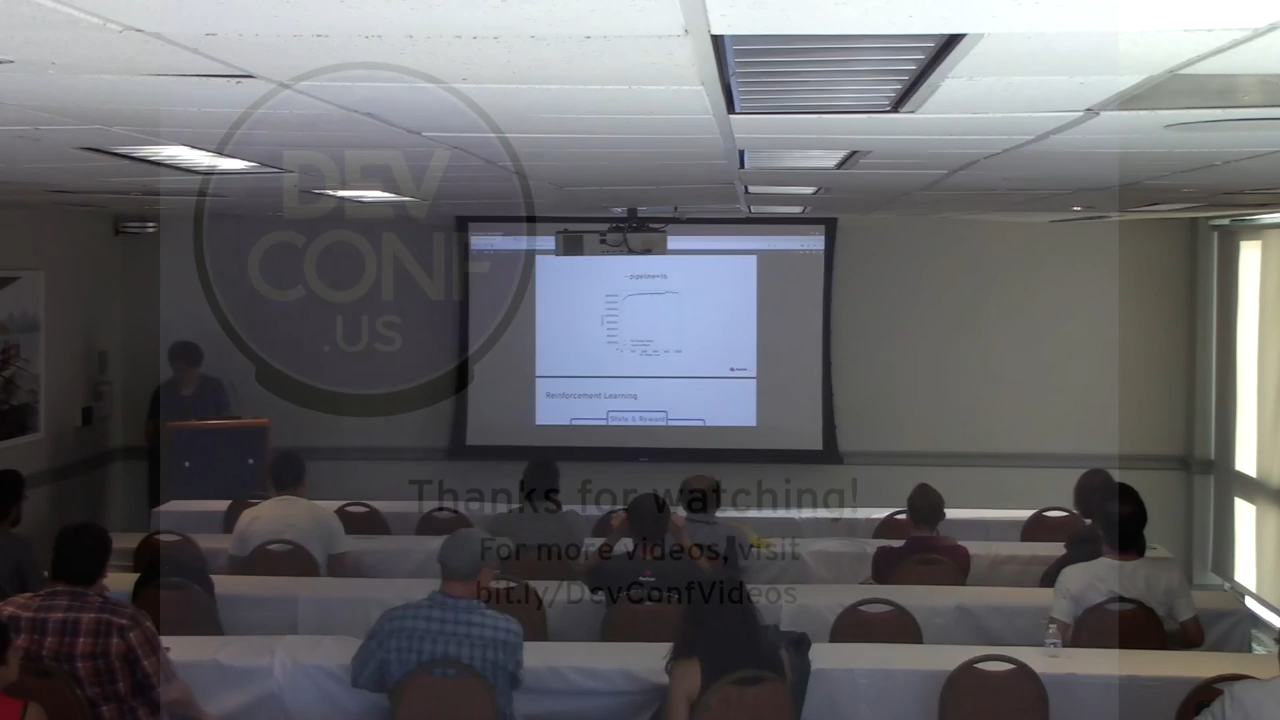 DEV
CONF
.US
--pipeline=16
Reinforcement Learning
State & Reward
Thanks for watching!
For more videos, visit
bit.ly/DevConfVideos